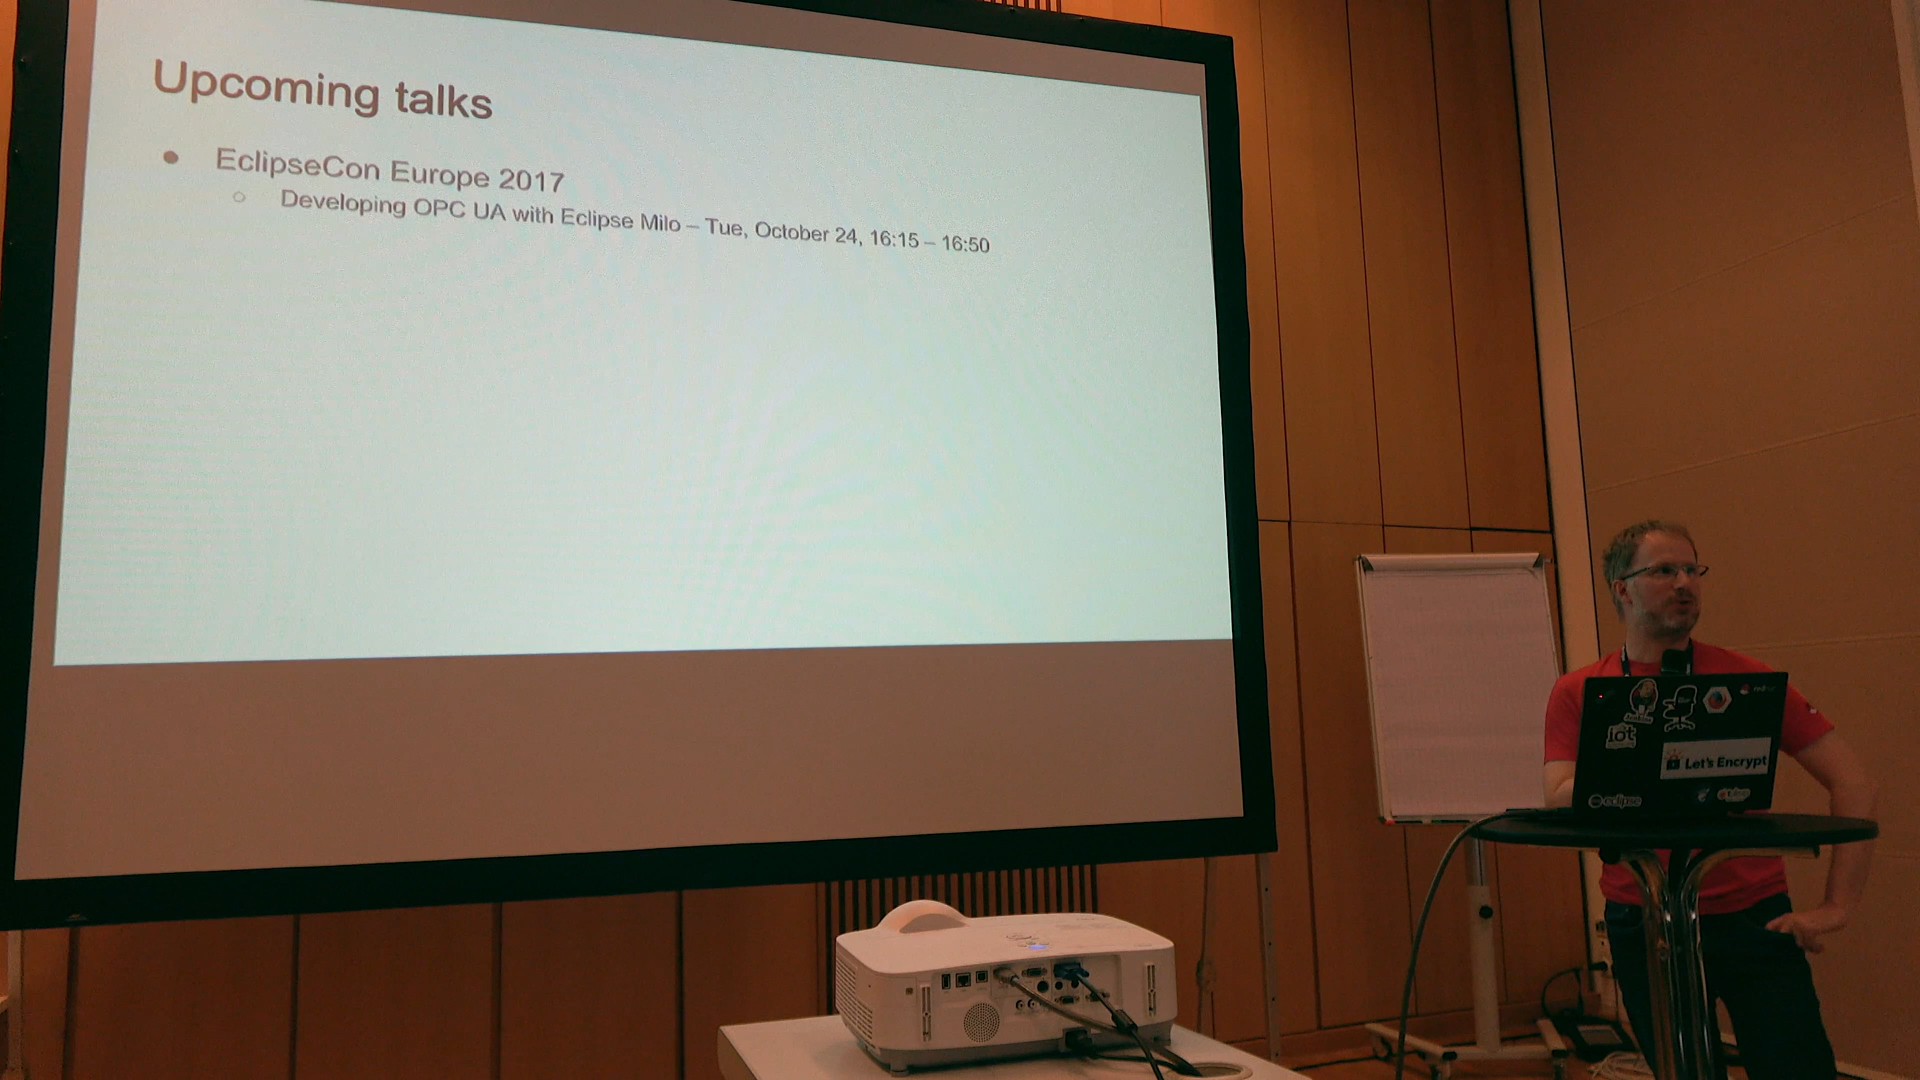 Upcoming talks
● EclipseCon Europe 2017
○ Developing OPC UA with Eclipse Milo – Tue, October 24, 16:15 – 16:50
iot
Let's Encrypt
eclipse